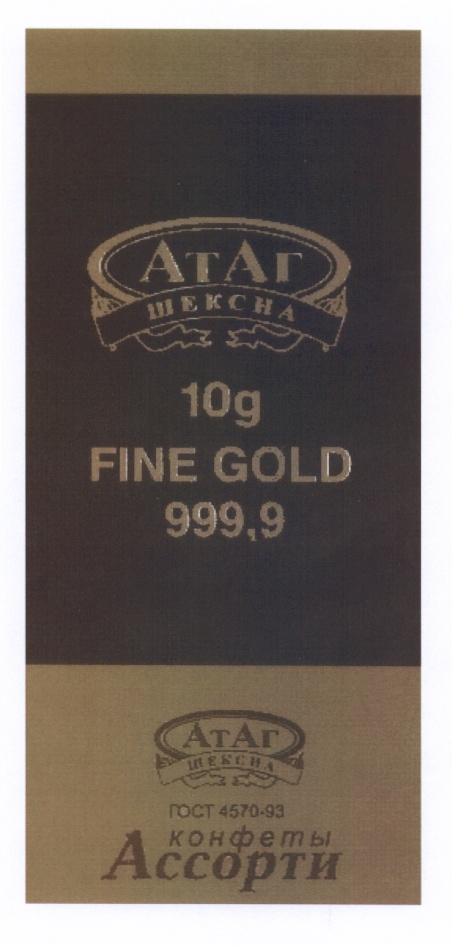 АтАг
ШЕКСНА
10g
FINE GOLD
999,9
АтАг
ШЕКСНА
ГОСТ 4570-93
конфеты
Ассорти